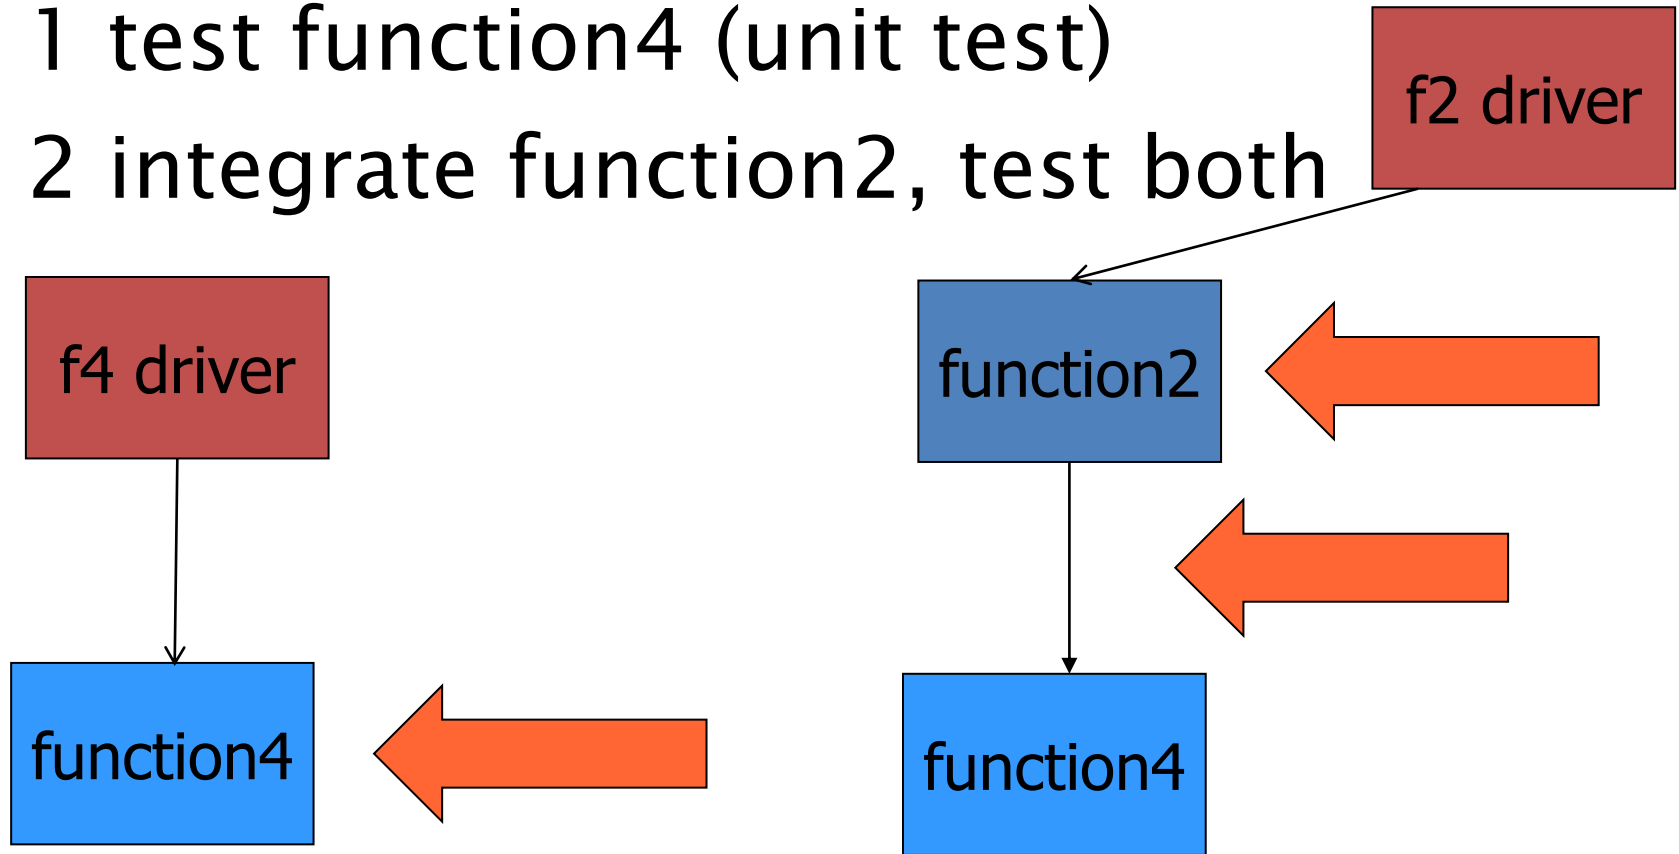 1 test function4 (unit test)
2 integrate function2, test both
f2 driver
f4 driver
function2
function4
function4